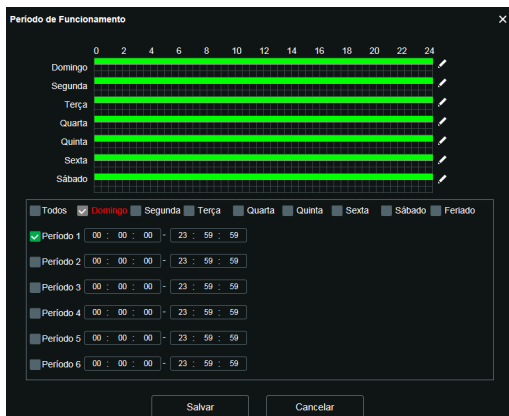 Período de Funcionamento
0 2 4 6 8 10 12 14 16 18 20 22 24
Domingo
Segunda
Terça
Quarta
Quinta
Sexta
Sábado
Todos Domingo Segunda Terça Quarta Quinta Sexta Sábado Feriado
Período 1 00 : 00 : 00 - 23 : 59 : 59
Período 2 00 : 00 : 00 - 23 : 59 : 59
Período 3 00 : 00 : 00 - 23 : 59 : 59
Período 4 00 : 00 : 00 - 23 : 59 : 59
Período 5 00 : 00 : 00 - 23 : 59 : 59
Período 6 00 : 00 : 00 - 23 : 59 : 59
Salvar Cancelar